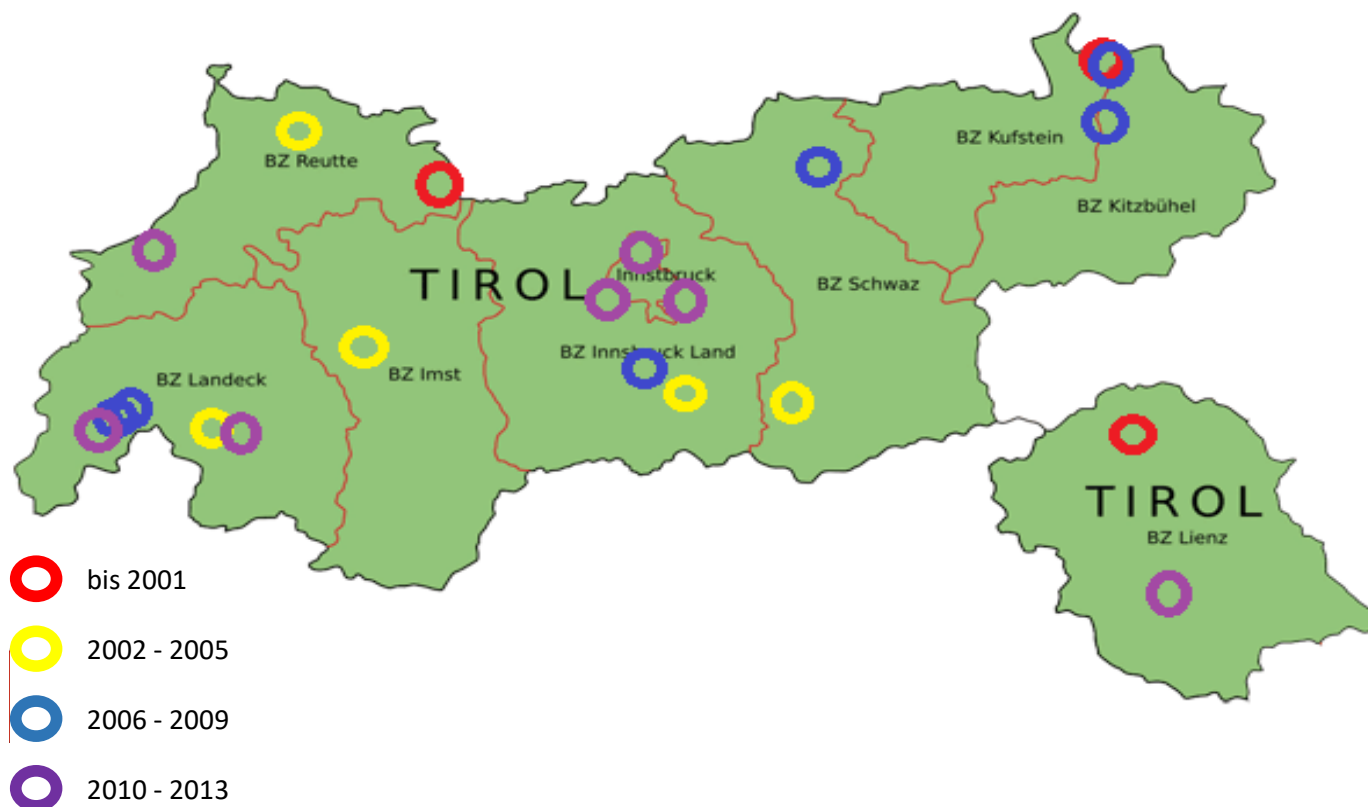 BZ Kufstein
BZ Reutte
BZ Kitzbühel
TIROL
Innstbruck
BZ Schwaz
BZ Innsbruck Land
BZ Landeck
BZ Imst
TIROL
BZ Lienz
bis 2001
2002 - 2005
2006 - 2009
2010 - 2013